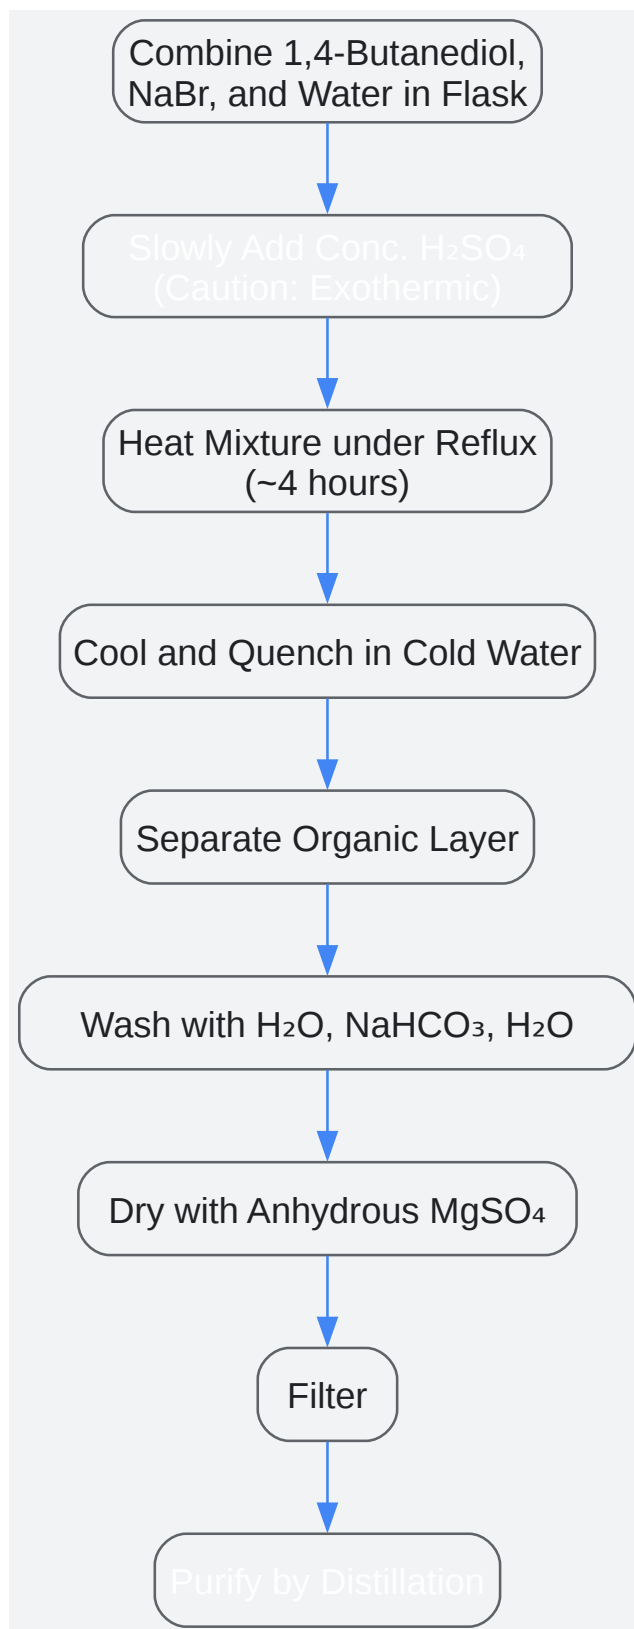 Combine 1,4-Butanediol,
NaBr, and Water in Flask
Slowly Add Conc. H₂SO₄
(Caution: Exothermic)
Heat Mixture under Reflux
(~4 hours)
Cool and Quench in Cold Water
Separate Organic Layer
Wash with H₂O, NaHCO₃, H₂O
Dry with Anhydrous MgSO₄
Filter
Purify by Distillation